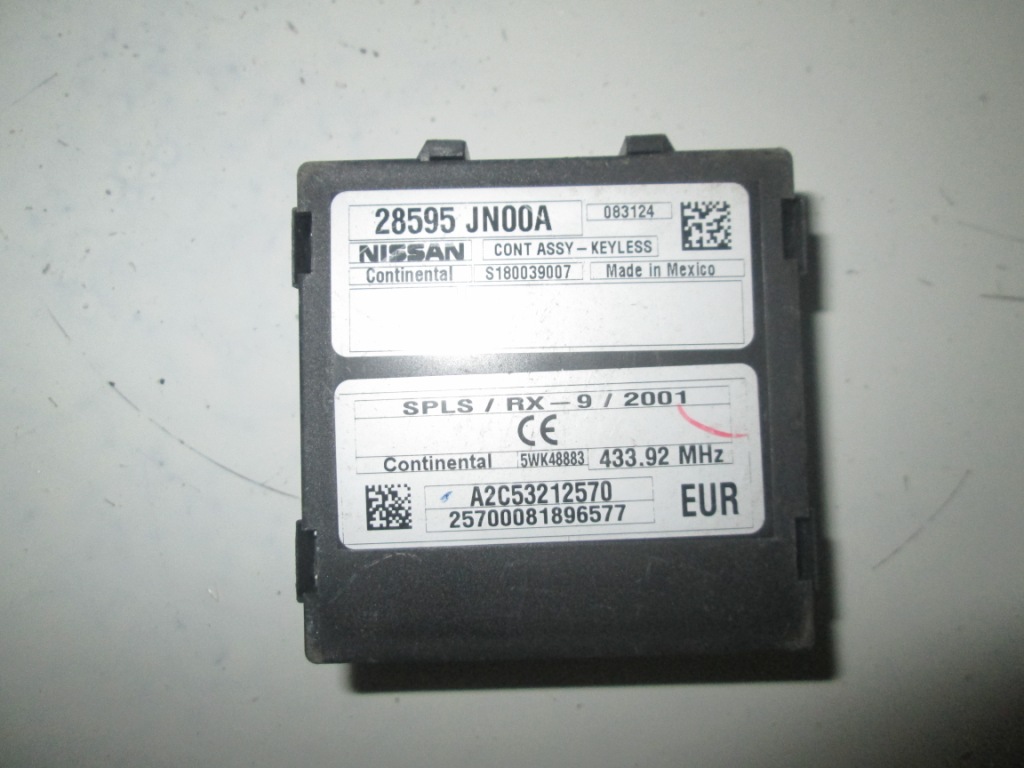 28595 JN00A 083124
NISSAN CONT ASSY-KEYLESS
Continental S180039007 Made in Mexico
SPLS / RX-9 / 2001
CE
Continental 5WK48883 433.92 MHz
A2C53212570 EUR
25700081896577